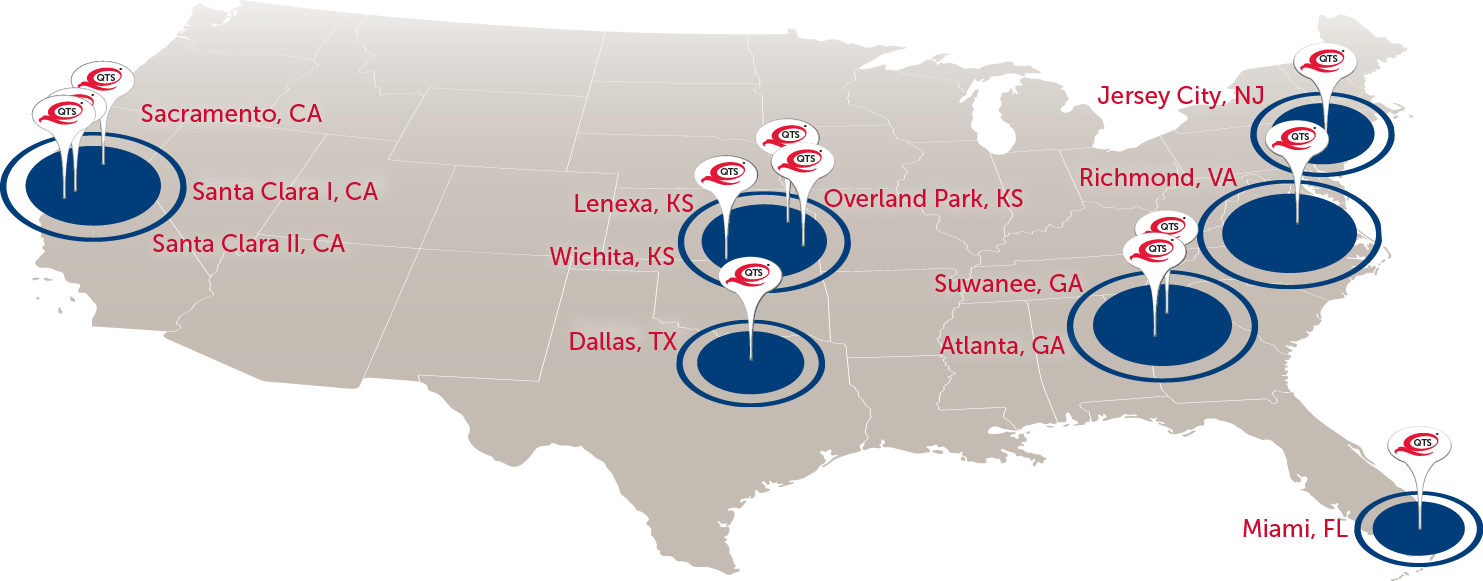 QTS
QTS
QTS
Sacramento, CA
Santa Clara I, CA
Santa Clara II, CA
QTS
QTS
QTS
Lenexa, KS
Overland Park, KS
Wichita, KS
QTS
Dallas, TX
QTS
Jersey City, NJ
QTS
Richmond, VA
QTS
QTS
Suwanee, GA
Atlanta, GA
QTS
Miami, FL